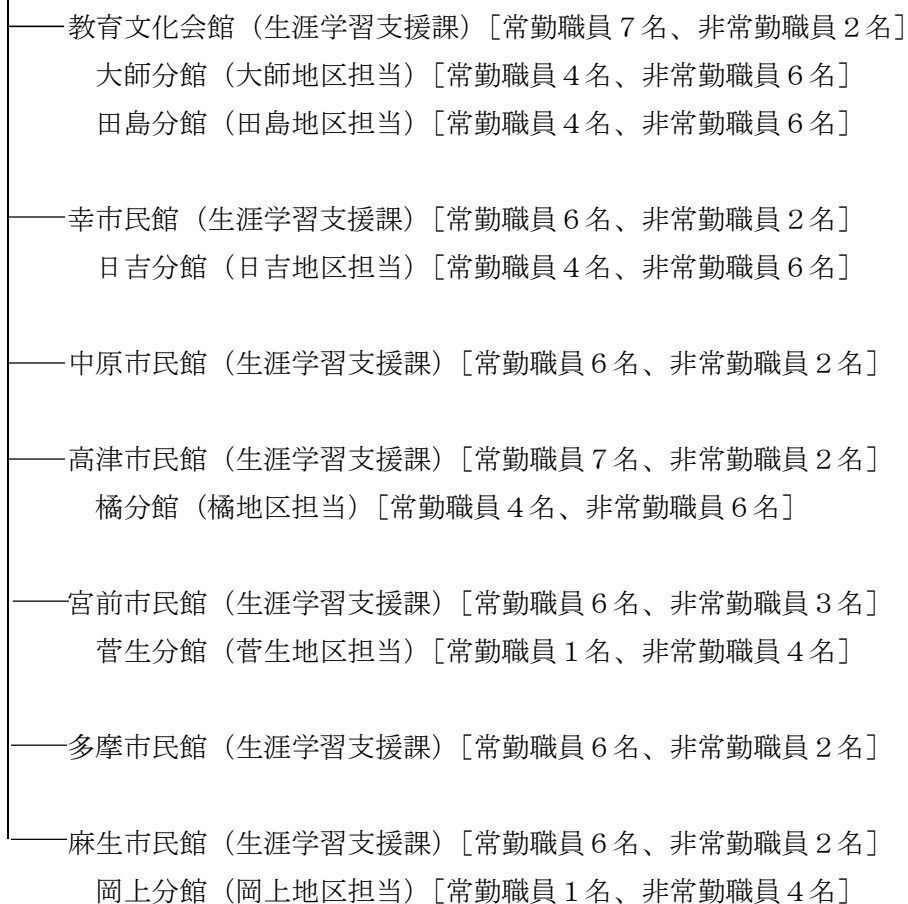 教育文化会館（生涯学習支援課）［常勤職員７名、非常勤職員２名］
大師分館（大師地区担当）［常勤職員４名、非常勤職員６名］
田島分館（田島地区担当）［常勤職員４名、非常勤職員６名］
幸市民館（生涯学習支援課）［常勤職員６名、非常勤職員２名］
日吉分館（日吉地区担当）［常勤職員４名、非常勤職員６名］
中原市民館（生涯学習支援課）［常勤職員６名、非常勤職員２名］
高津市民館（生涯学習支援課）［常勤職員７名、非常勤職員２名］
橘分館（橘地区担当）［常勤職員４名、非常勤職員６名］
宮前市民館（生涯学習支援課）［常勤職員６名、非常勤職員３名］
菅生分館（菅生地区担当）［常勤職員１名、非常勤職員４名］
多摩市民館（生涯学習支援課）［常勤職員６名、非常勤職員２名］
麻生市民館（生涯学習支援課）［常勤職員６名、非常勤職員２名］
岡上分館（岡上地区担当）［常勤職員１名、非常勤職員４名］